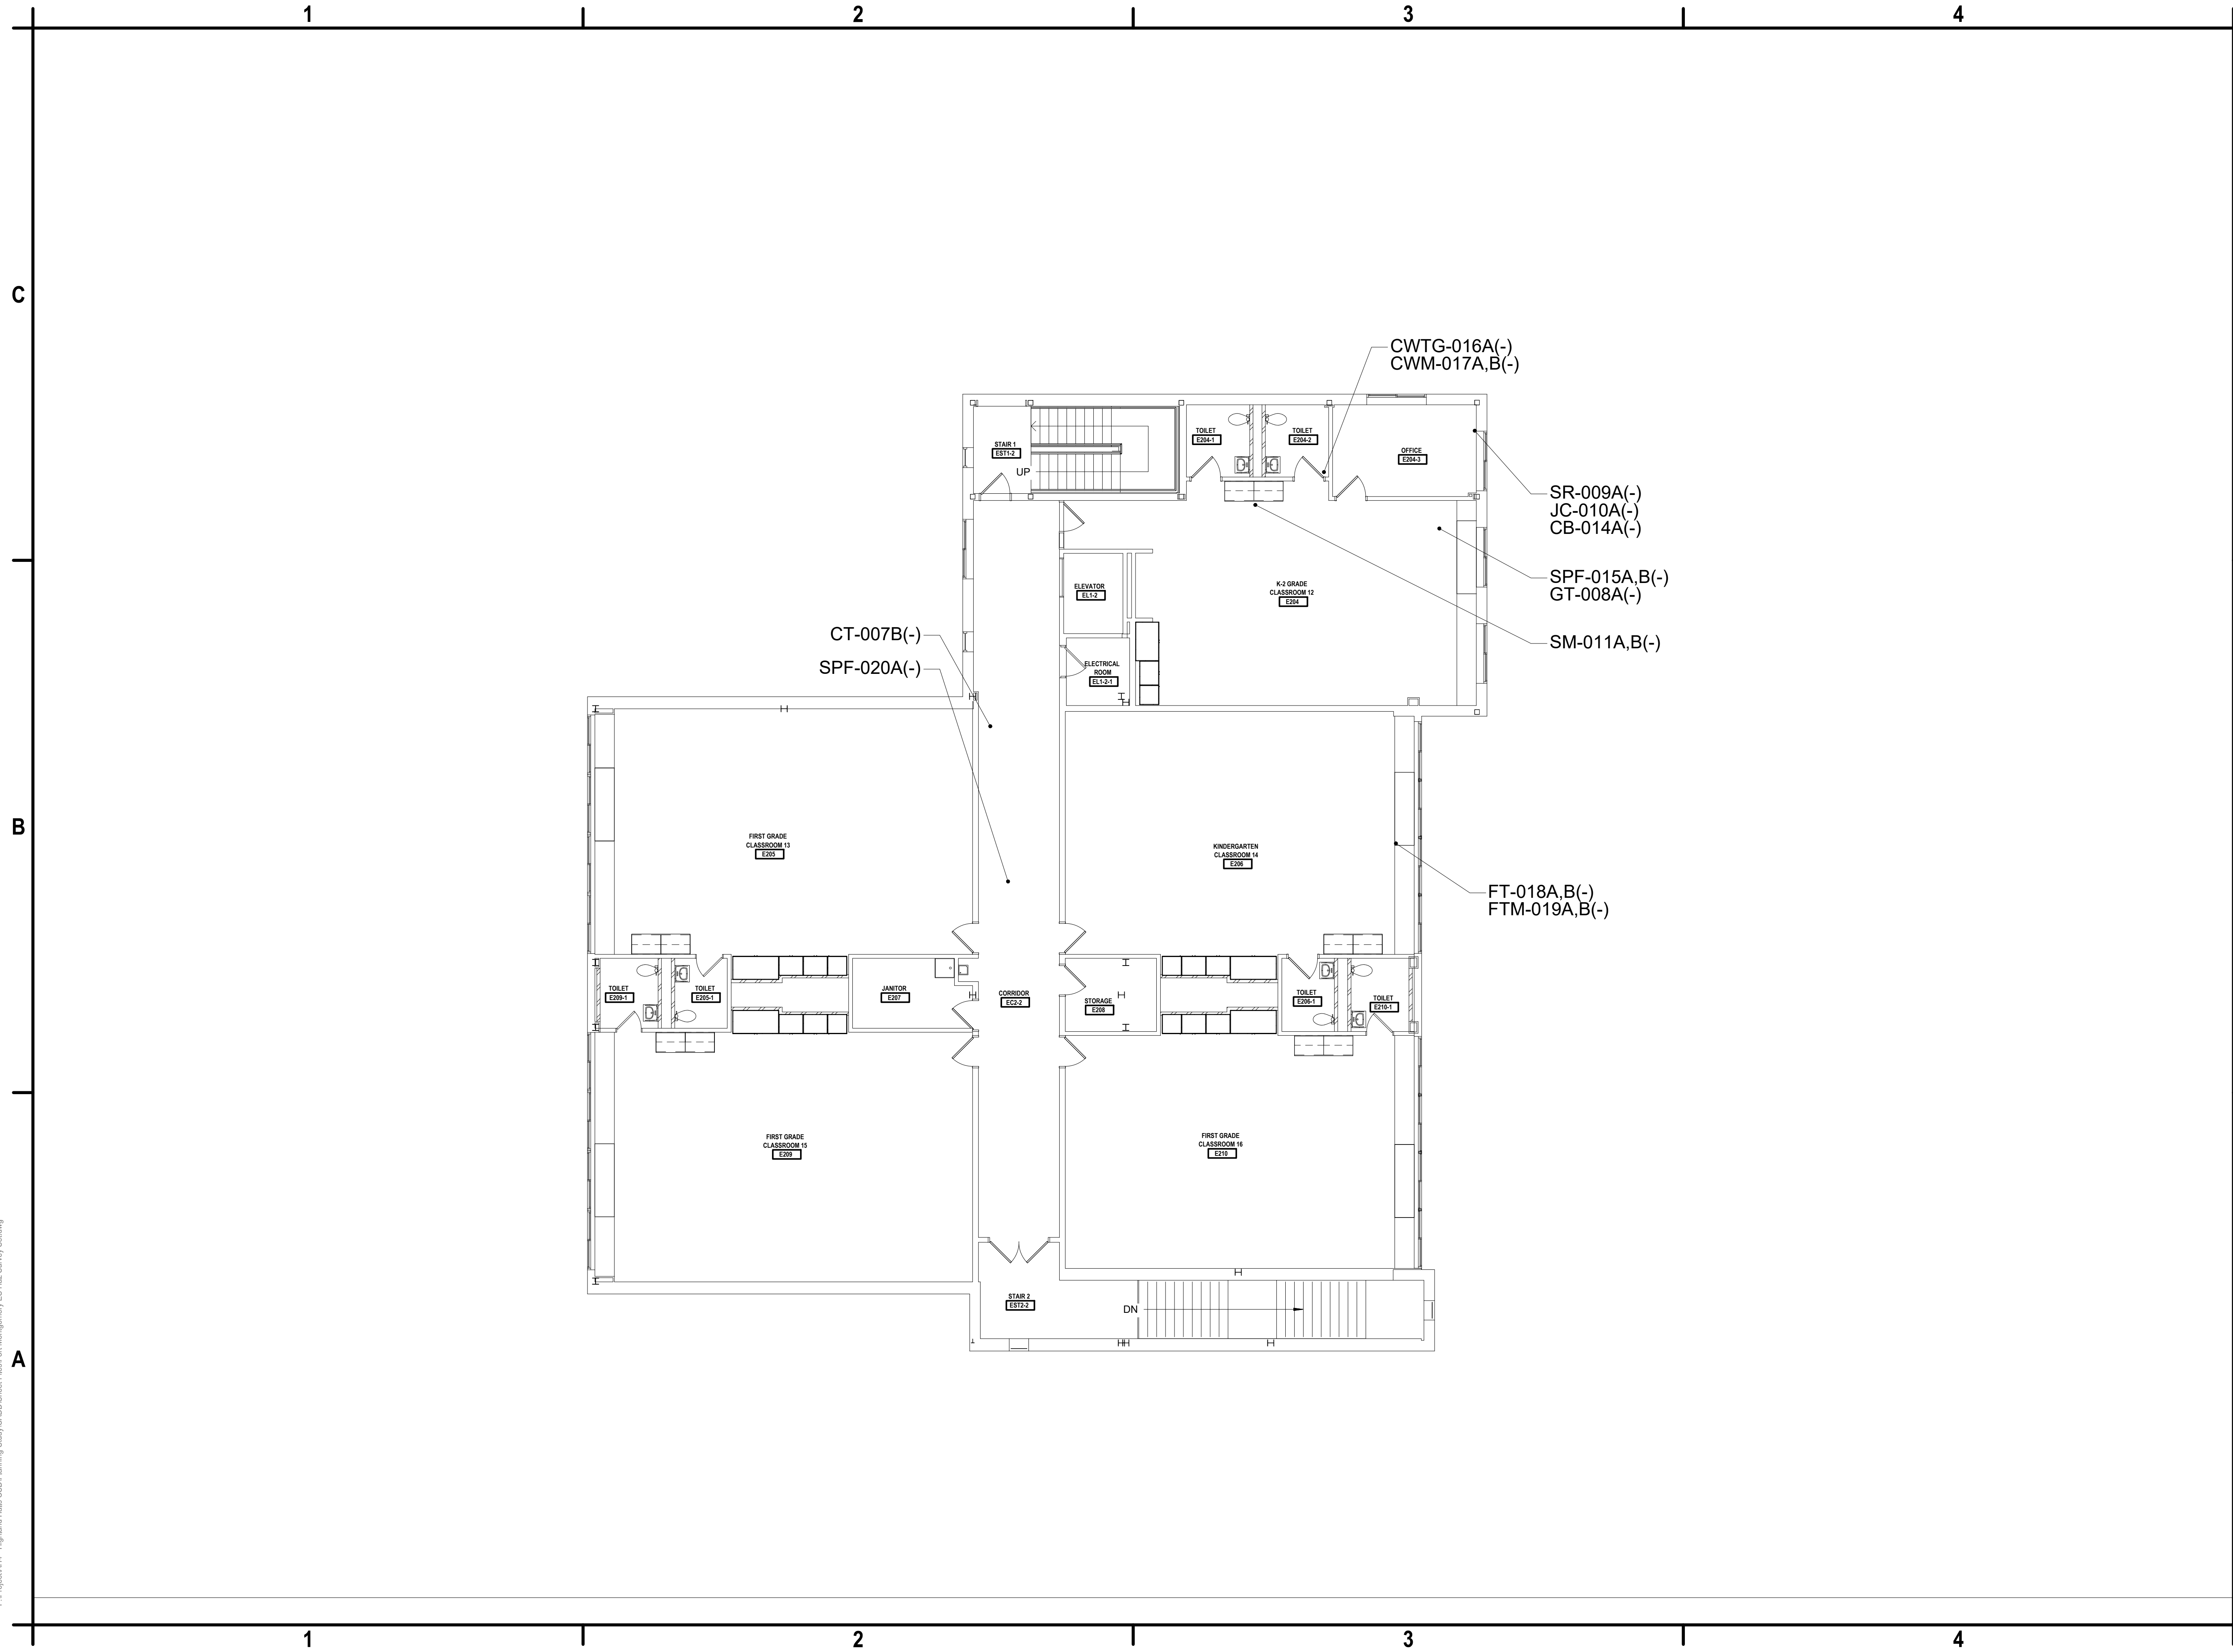 1 2 3 4
C
CWTG-016A(-)
CWM-017A,B(-)
TOILET
E204-1
TOILET
E204-2
STAIR 1
EST1-2
OFFICE
E204-3
UP
SR-009A(-)
JC-010A(-)
CB-014A(-)
SPF-015A,B(-)
GT-008A(-)
ELEVATOR
EL1-2
K-2 GRADE
CLASSROOM 12
E204
CT-007B(-)
SM-011A,B(-)
SPF-020A(-)
ELECTRICAL
ROOM
EL1-2-1
B
FIRST GRADE
CLASSROOM 13
E205
KINDERGARTEN
CLASSROOM 14
E206
FT-018A,B(-)
FTM-019A,B(-)
TOILET
E209-1
TOILET
E205-1
JANITOR
E207
CORRIDOR
EC2-2
STORAGE
E208
TOILET
E206-1
TOILET
E210-1
FIRST GRADE
CLASSROOM 15
E209
FIRST GRADE
CLASSROOM 16
E210
STAIR 2
EST2-2
DN
A
1 2 3 4